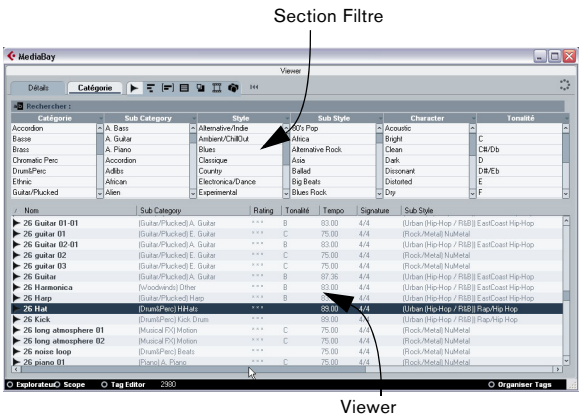 Section Filtre
MediaBay
Viewer
Détails Catégorie
Rechercher :
Catégorie Sub Category Style Sub Style Character Tonalité
Accordion A. Bass Alternative/Indie 80's Pop Acoustic
Basse A. Guitar Ambient/ChillOut Africa Bright C
Brass A. Piano Blues Alternative Rock Clean C#/Db
Chromatic Perc Accordion Classique Asia Dark D
Drum&Perc Adlibs Country Ballad Dissonant D#/Eb
Ethnic African Electronica/Dance Big Beats Distorted E
Guitar/Plucked Alien Experimental Blues Rock Dry F
/ Nom Sub Category Rating Tonalité Tempo Signature Sub Style
26 Guitar 01-01 (Guitar/Plucked) A. Guitar *** B 83.00 4/4 (Urban (Hip-Hop / R&B)) EastCoast Hip-Hop
26 guitar 01 (Guitar/Plucked) E. Guitar *** C 75.00 4/4 (Rock/Metal) NuMetal
26 Guitar 02-01 (Guitar/Plucked) A. Guitar *** B 83.00 4/4 (Urban (Hip-Hop / R&B)) EastCoast Hip-Hop
26 guitar 02 (Guitar/Plucked) E. Guitar *** C 75.00 4/4 (Rock/Metal) NuMetal
26 guitar 03 (Guitar/Plucked) E. Guitar *** C 75.00 4/4 (Rock/Metal) NuMetal
26 Guitar (Guitar/Plucked) A. Guitar *** B 87.36 4/4 (Urban (Hip-Hop / R&B)) EastCoast Hip-Hop
26 Harmonica (Woodwinds) Other *** B 83.00 4/4 (Urban (Hip-Hop / R&B)) EastCoast Hip-Hop
26 Harp (Guitar/Plucked) Harp *** B 4/4 (Urban (Hip-Hop / R&B)) EastCoast Hip-Hop
26 Hat (Drum&Perc) HiHats *** 89.00 4/4 (Urban (Hip-Hop / R&B)) Rap/Hip Hop
26 Kick (Drum&Perc) Kick Drum *** 89.00 4/4 (Urban (Hip-Hop / R&B)) Rap/Hip Hop
26 long atmosphere 01 (Musical FX) Motion *** C 75.00 4/4 (Rock/Metal) NuMetal
26 long atmosphere 02 (Musical FX) Motion *** C 75.00 4/4 (Rock/Metal) NuMetal
26 noise loop (Drum&Perc) Beats *** 75.00 4/4 (Rock/Metal) NuMetal
26 piano 01 (Piano) A. Piano *** C 75.00 4/4 (Rock/Metal) NuMetal
Explorateur Scope Tag Editor 2980 Organiser Tags
Viewer